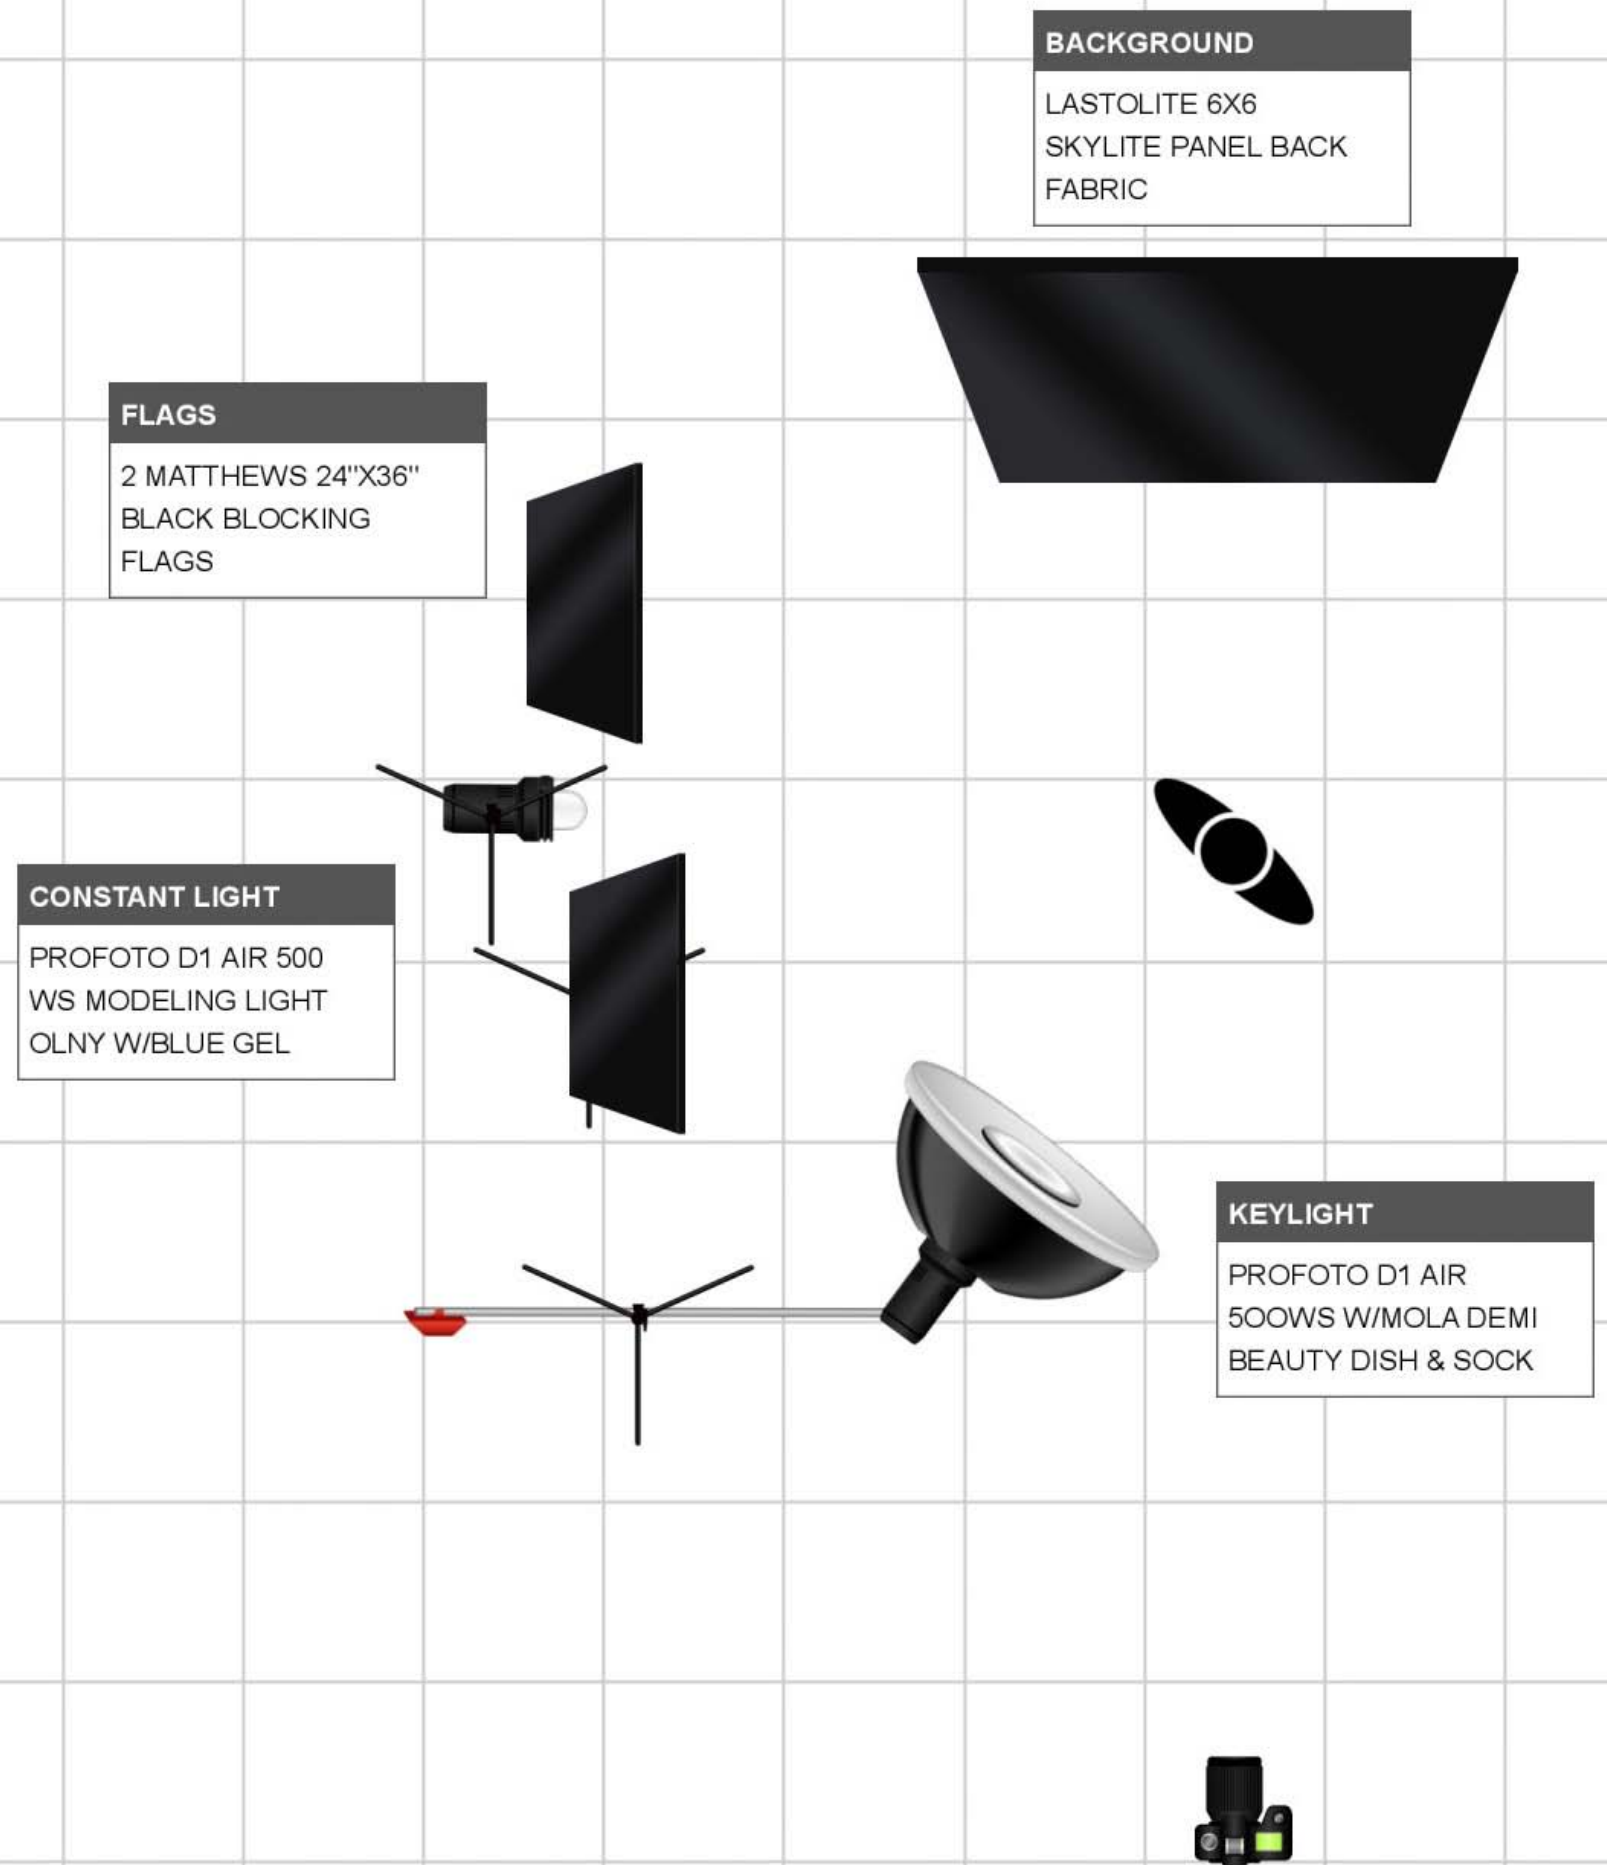 BACKGROUND
LASTOLITE 6X6
SKYLITE PANEL BACK
FABRIC
FLAGS
2 MATTHEWS 24"X36"
BLACK BLOCKING
FLAGS
CONSTANT LIGHT
PROFOTO D1 AIR 500
WS MODELING LIGHT
OLNY W/BLUE GEL
KEYLIGHT
PROFOTO D1 AIR
5OOWS W/MOLA DEMI
BEAUTY DISH & SOCK